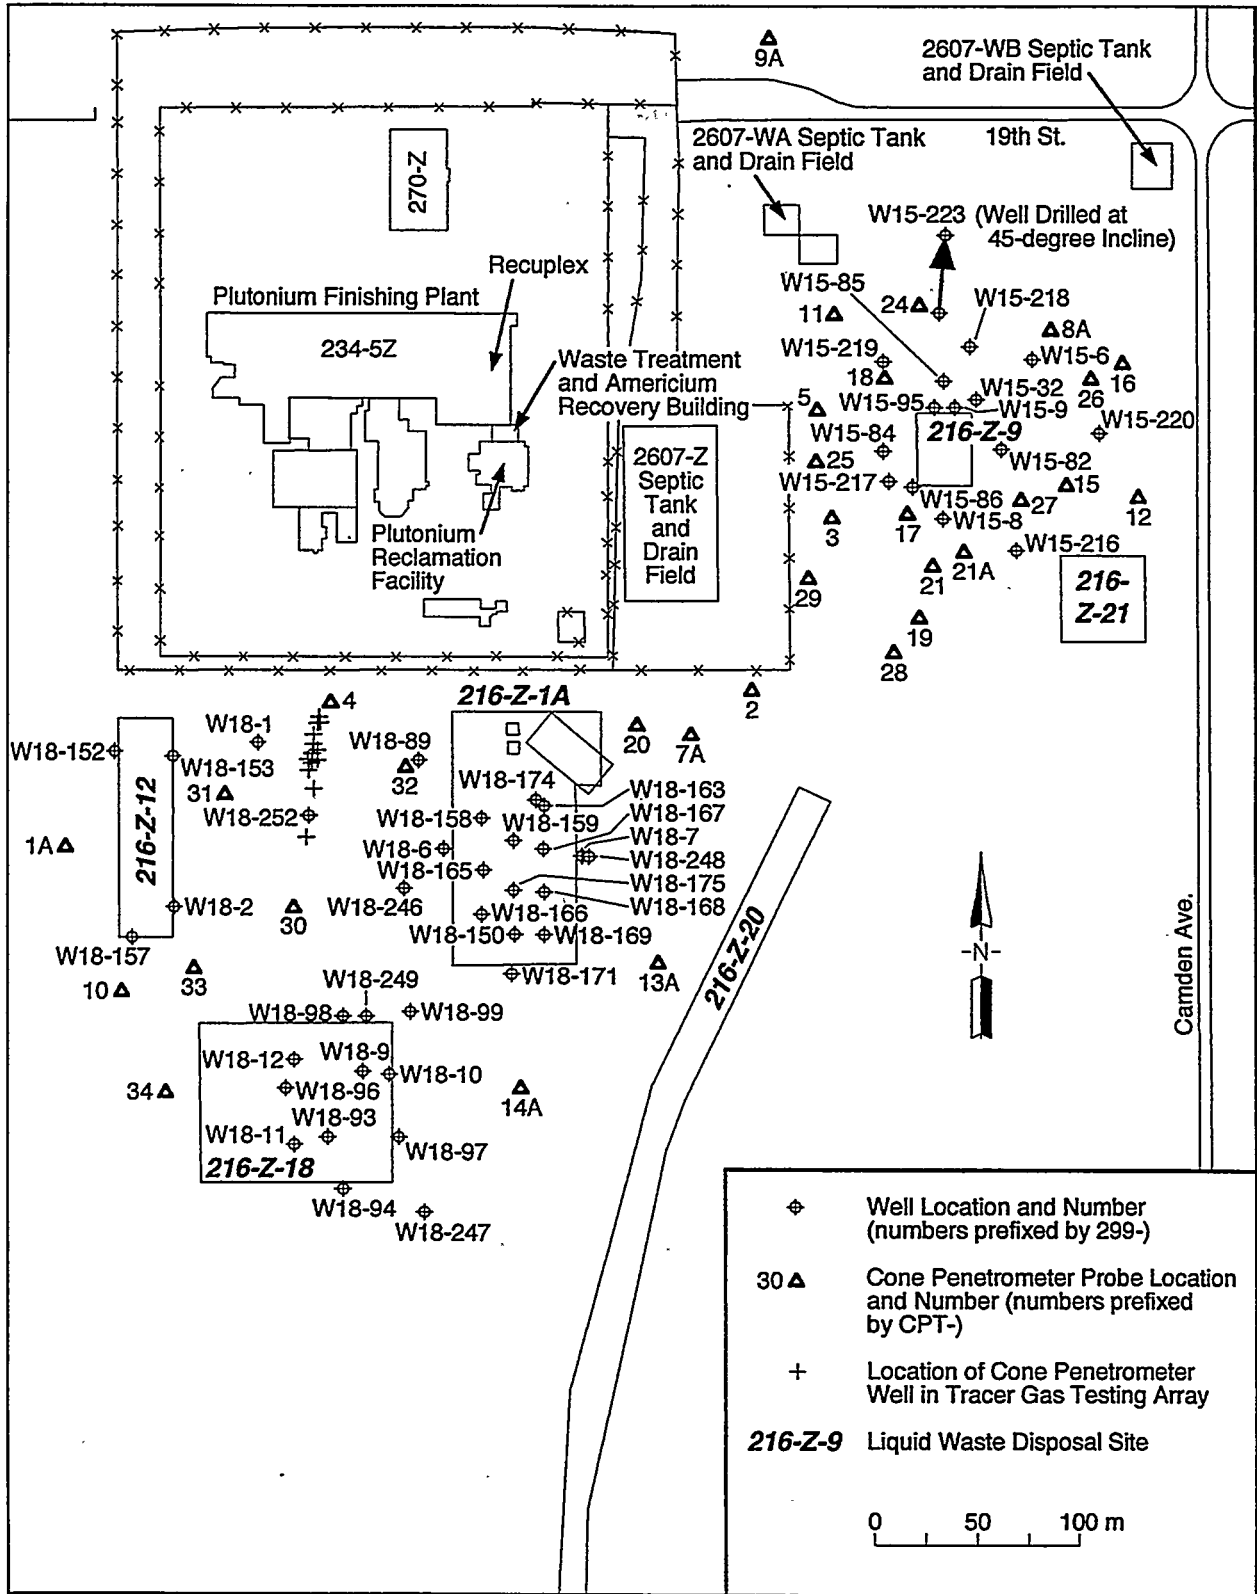 9A
2607-WB Septic Tank
and Drain Field
2607-WA Septic Tank
and Drain Field
19th St.
270-Z
W15-223 (Well Drilled at
45-degree Incline)
Recuplex
Plutonium Finishing Plant
234-5Z
Waste Treatment
and Americium
Recovery Building
W15-85
24
11
W15-218
8A
W15-219
W15-6
18
16
26
5
W15-95
W15-32
W15-9
W15-84
216-Z-9
W15-220
25
W15-82
W15-217
15
2607-Z
Septic
Tank
and
Drain
Field
Plutonium
Reclamation
Facility
3
17
W15-86
27
12
W15-8
W15-216
21
21A
29
216-
Z-21
19
28
216-Z-1A
4
2
W18-1
W18-152
W18-153
W18-89
20
7A
31
32
216-Z-12
W18-252
W18-174
W18-163
W18-158
W18-159
W18-167
1A
W18-6
W18-7
W18-165
W18-248
W18-175
W18-246
W18-168
W18-2
30
W18-166
W18-150
W18-169
W18-157
33
W18-171
13A
10
216-Z-20
-N-
Camden Ave.
W18-249
W18-98
W18-99
W18-9
W18-12
W18-10
34
W18-96
14A
W18-93
W18-11
W18-97
216-Z-18
W18-94
W18-247
Well Location and Number
(numbers prefixed by 299-)
30
Cone Penetrometer Probe Location
and Number (numbers prefixed
by CPT-)
Location of Cone Penetrometer
Well in Tracer Gas Testing Array
216-Z-9 Liquid Waste Disposal Site
0 50 100 m